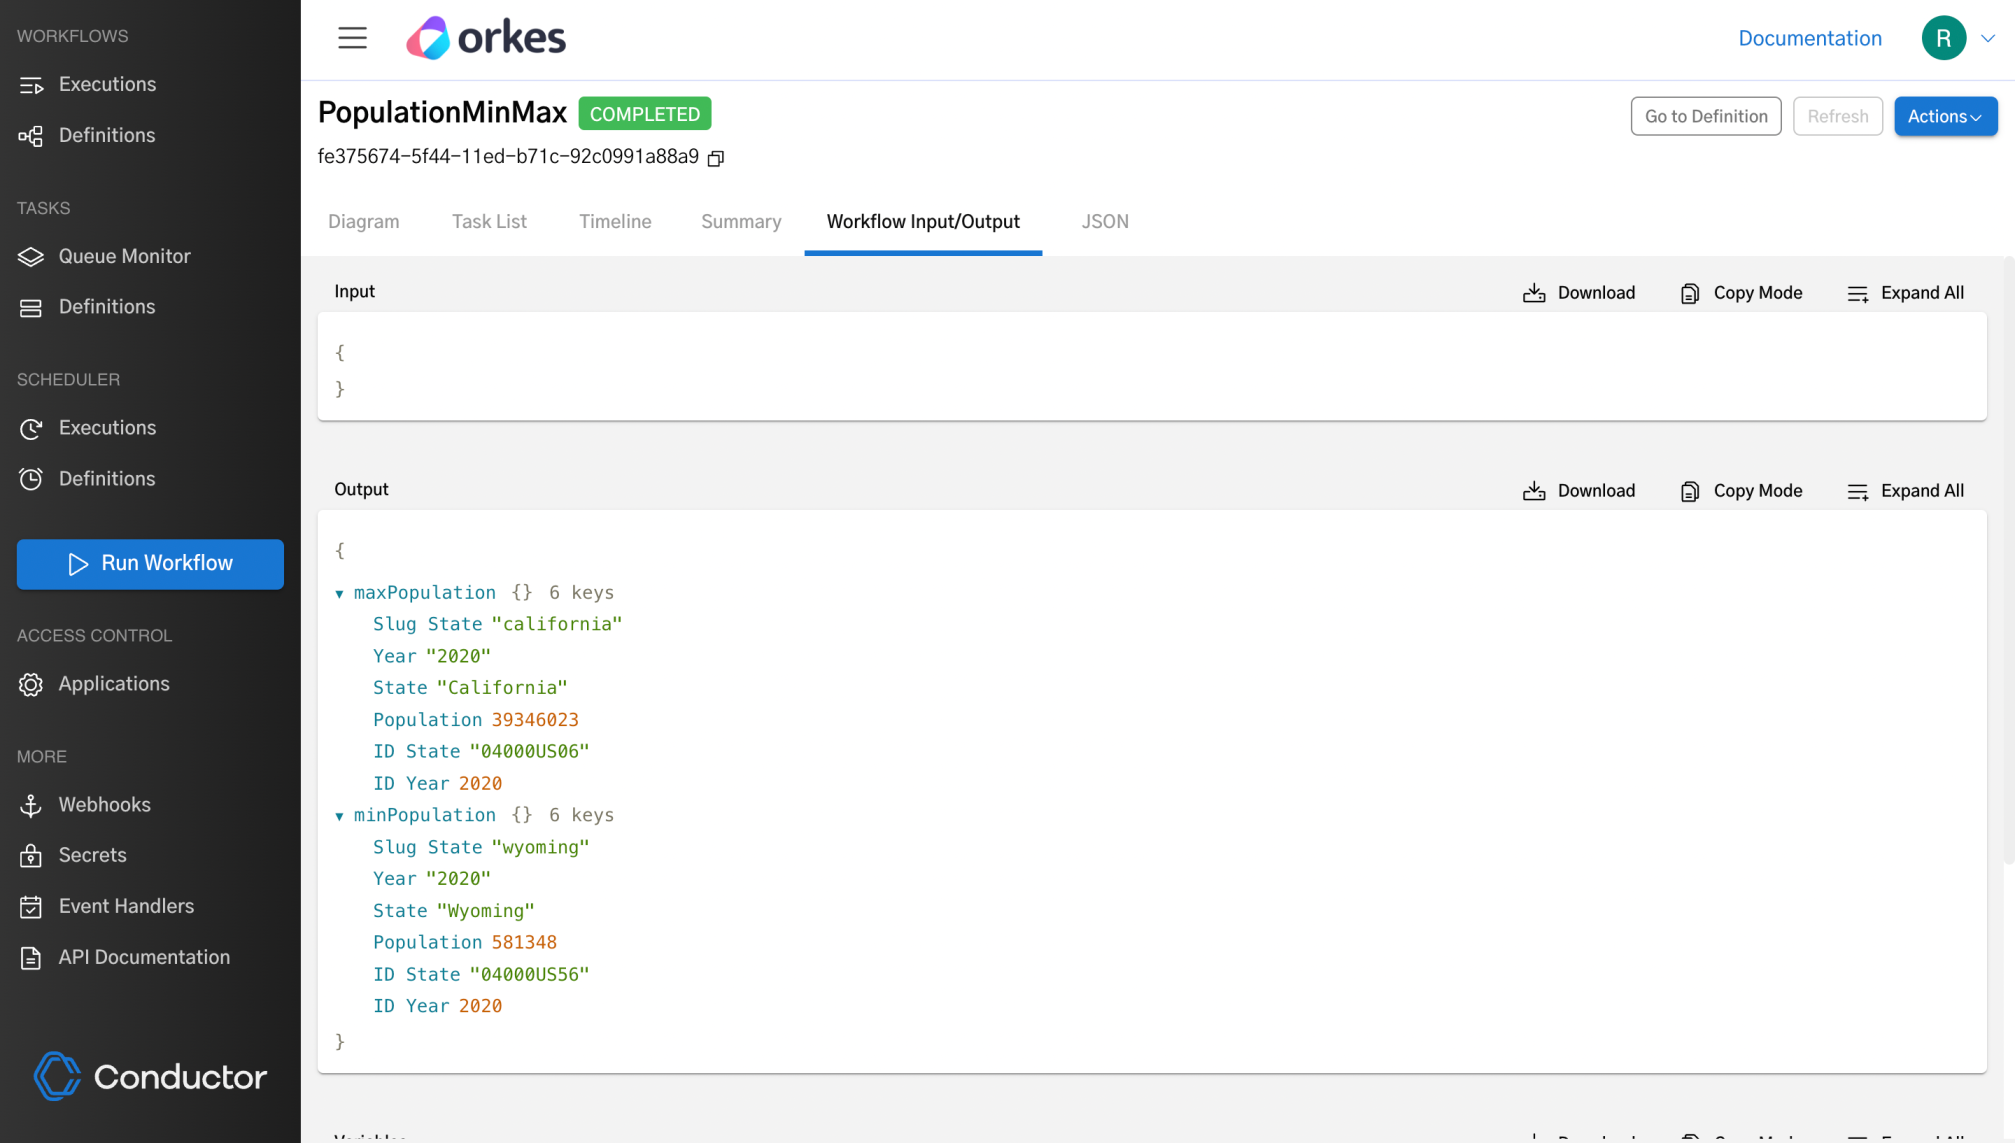 WORKFLOWS
Executions
Definitions
TASKS
Queue Monitor
Definitions
SCHEDULER
Executions
Definitions
Run Workflow
ACCESS CONTROL
Applications
MORE
Webhooks
Secrets
Event Handlers
API Documentation
Conductor
orkes
Documentation
R
PopulationMinMax COMPLETED
Go to Definition Refresh Actions
fe375674-5f44-11ed-b71c-92c0991a88a9
Diagram Task List Timeline Summary Workflow Input/Output JSON
Input Download Copy Mode Expand All
{
}
Output Download Copy Mode Expand All
{
maxPopulation {} 6 keys
Slug State "california"
Year "2020"
State "California"
Population 39346023
ID State "04000US06"
ID Year 2020
minPopulation {} 6 keys
Slug State "wyoming"
Year "2020"
State "Wyoming"
Population 581348
ID State "04000US56"
ID Year 2020
}